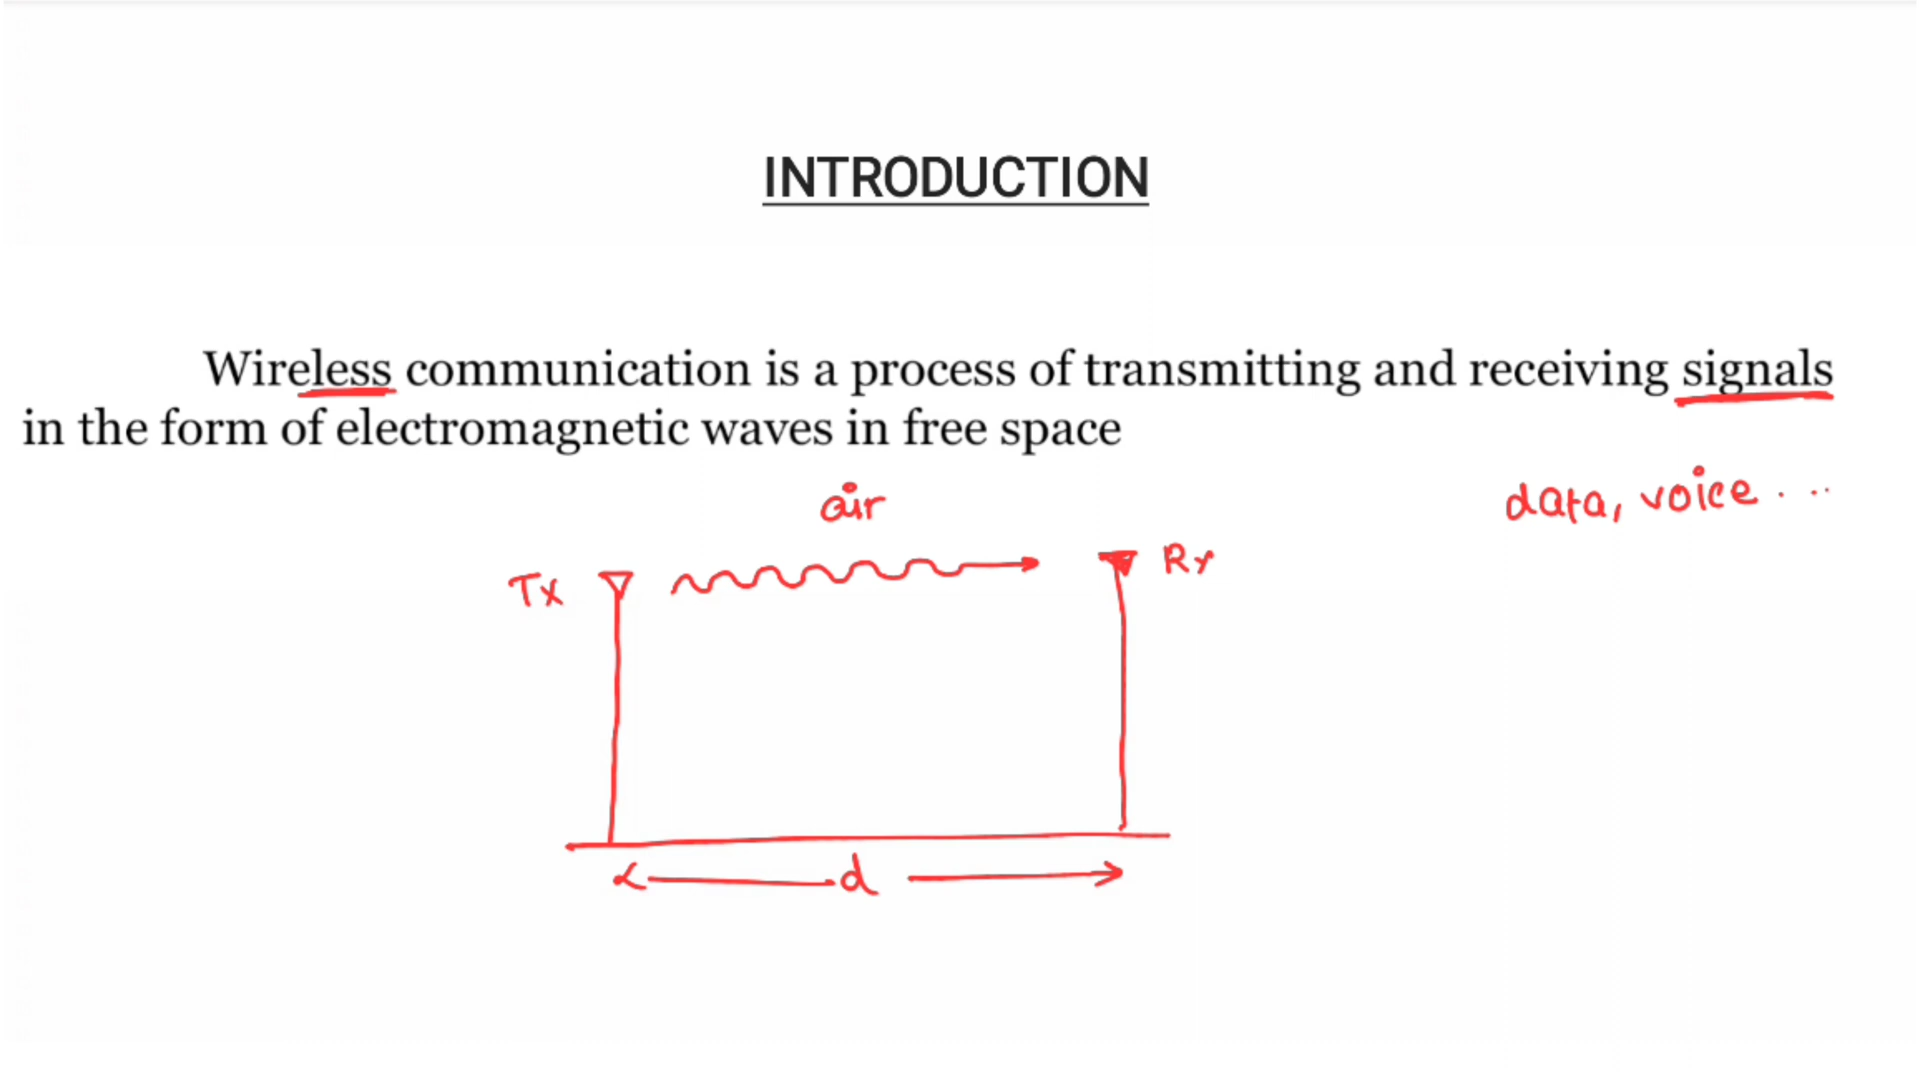 INTRODUCTION
Wireless communication is a process of transmitting and receiving signals
in the form of electromagnetic waves in free space
air
data, voice . ..
Tx
Rx
d